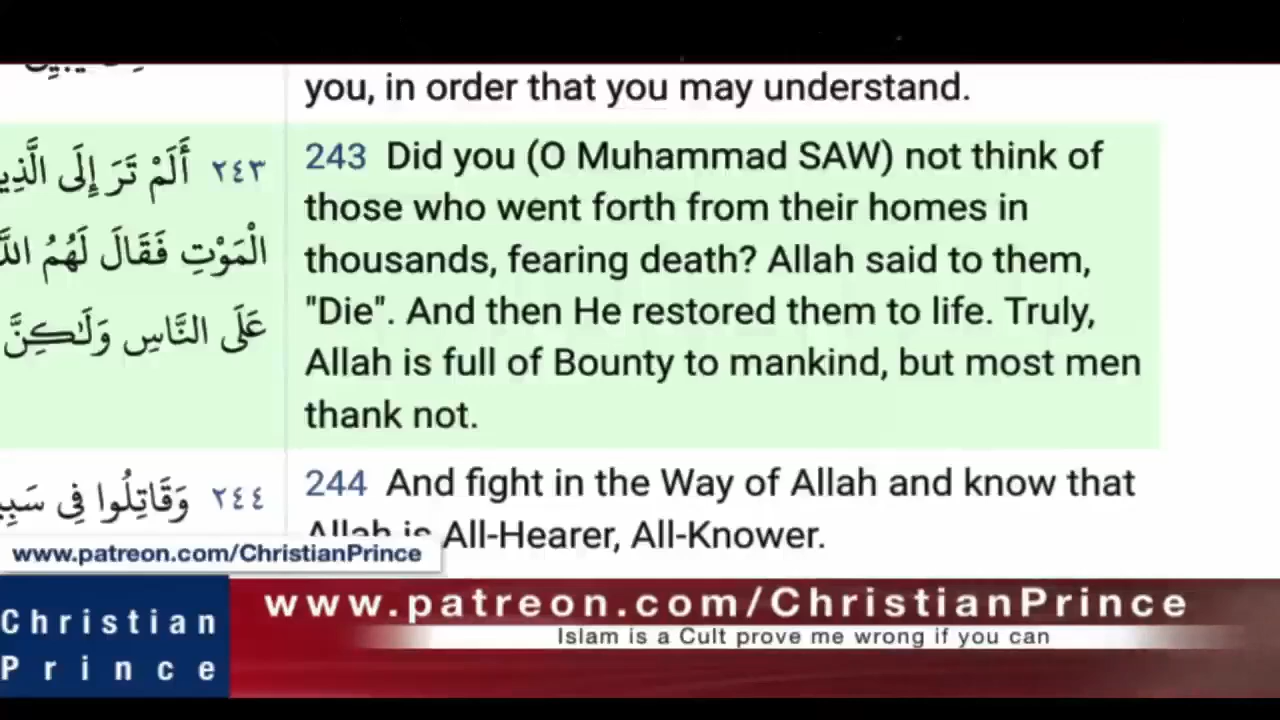 you, in order that you may understand.
٢٤٣ أَلَمْ تَرَ إِلَى
243 Did you (O Muhammad SAW) not think of
those who went forth from their homes in
الْمَوْتِ فَقَالَ لَهُمُ
thousands, fearing death? Allah said to them,
"Die". And then He restored them to life. Truly,
عَلَى النَّاسِ وَلَٰكِنَّ
Allah is full of Bounty to mankind, but most men
thank not.
٢٤٤ وَقَاتِلُوا فِي
244 And fight in the Way of Allah and know that
Allah is All-Hearer, All-Knower.
www.patreon.com/ChristianPrince
Christian
Prince
www.patreon.com/ChristianPrince
Islam is a Cult prove me wrong if you can